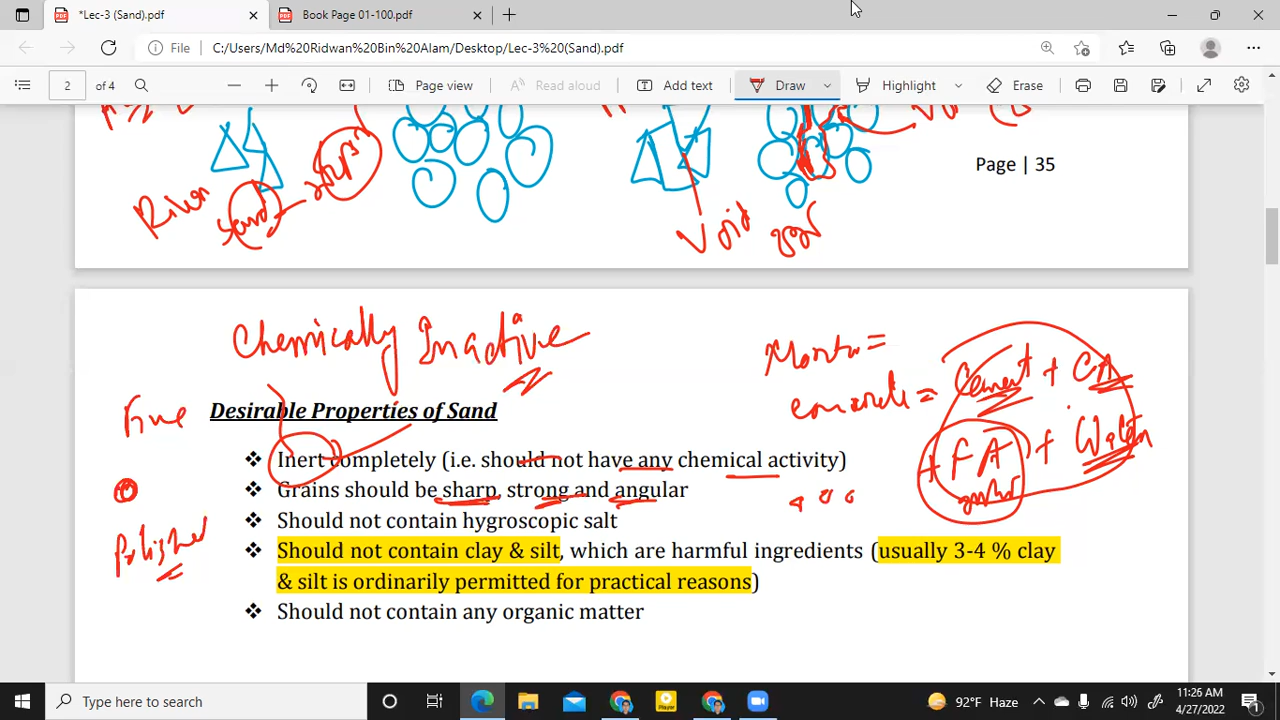 *Lec-3 (Sand).pdf
Book Page 01-100.pdf
File
C:/Users/Md%20Ridwan%20Bin%20Alam/Desktop/Lec-3%20(Sand).pdf
2 of 4
Page view
Read aloud
Add text
Draw
Highlight
Erase
Page | 35
River
Sand
Void
Chemically Inactive
Mortar =
concrete = Cement + CA
+ FA + Water
Fine
Desirable Properties of Sand
❖ Inert completely (i.e. should not have any chemical activity)
❖ Grains should be sharp, strong and angular
❖ Should not contain hygroscopic salt
Polished
❖ Should not contain clay & silt, which are harmful ingredients (usually 3-4 % clay
& silt is ordinarily permitted for practical reasons)
❖ Should not contain any organic matter
Type here to search
92°F Haze
11:26 AM
4/27/2022